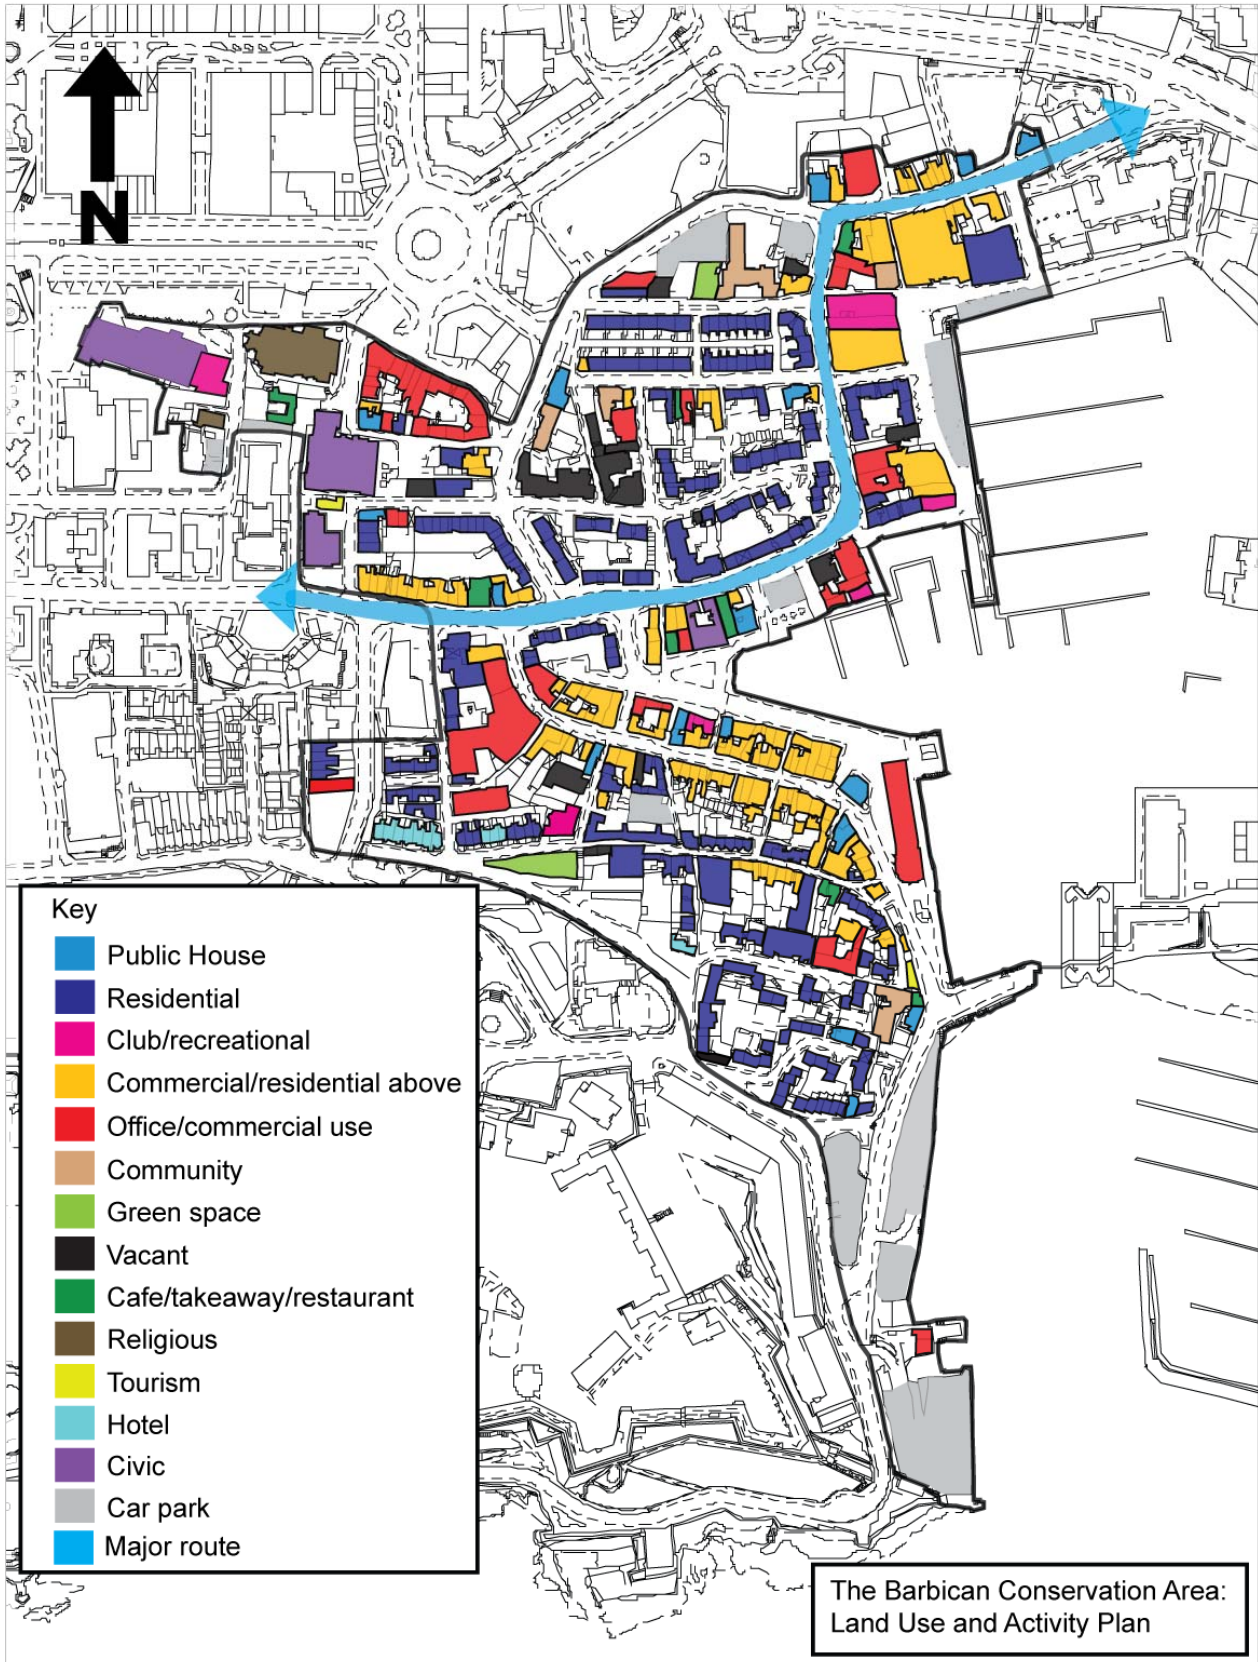 N
Key
Public House
Residential
Club/recreational
Commercial/residential above
Office/commercial use
Community
Green space
Vacant
Cafe/takeaway/restaurant
Religious
Tourism
Hotel
Civic
Car park
Major route
The Barbican Conservation Area:
Land Use and Activity Plan